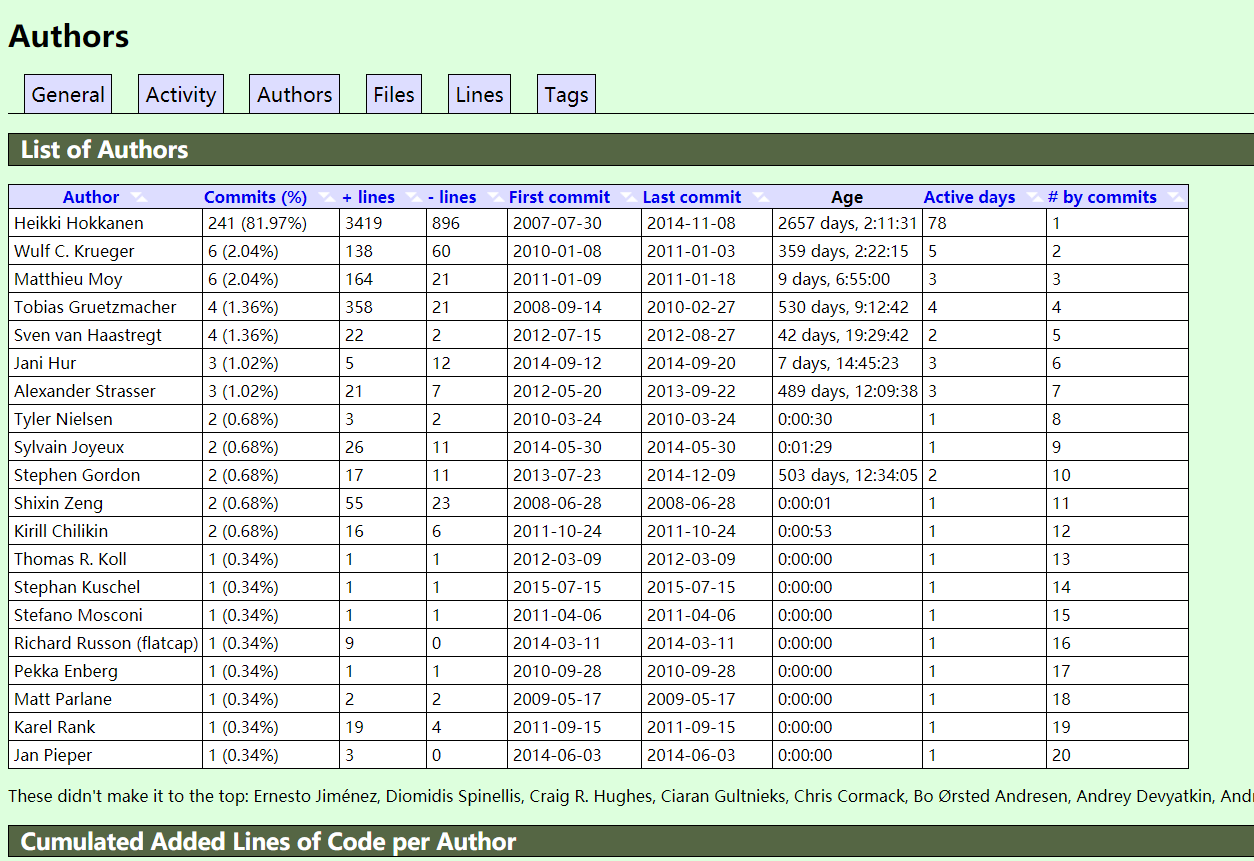 Authors
General Activity Authors Files Lines Tags
List of Authors
Author Commits (%) + lines - lines First commit Last commit Age Active days # by commits
Heikki Hokkanen 241 (81.97%) 3419 896 2007-07-30 2014-11-08 2657 days, 2:11:31 78 1
Wulf C. Krueger 6 (2.04%) 138 60 2010-01-08 2011-01-03 359 days, 2:22:15 5 2
Matthieu Moy 6 (2.04%) 164 21 2011-01-09 2011-01-18 9 days, 6:55:00 3 3
Tobias Gruetzmacher 4 (1.36%) 358 21 2008-09-14 2010-02-27 530 days, 9:12:42 4 4
Sven van Haastregt 4 (1.36%) 22 2 2012-07-15 2012-08-27 42 days, 19:29:42 2 5
Jani Hur 3 (1.02%) 5 12 2014-09-12 2014-09-20 7 days, 14:45:23 3 6
Alexander Strasser 3 (1.02%) 21 7 2012-05-20 2013-09-22 489 days, 12:09:38 3 7
Tyler Nielsen 2 (0.68%) 3 2 2010-03-24 2010-03-24 0:00:30 1 8
Sylvain Joyeux 2 (0.68%) 26 11 2014-05-30 2014-05-30 0:01:29 1 9
Stephen Gordon 2 (0.68%) 17 11 2013-07-23 2014-12-09 503 days, 12:34:05 2 10
Shixin Zeng 2 (0.68%) 55 23 2008-06-28 2008-06-28 0:00:01 1 11
Kirill Chilikin 2 (0.68%) 16 6 2011-10-24 2011-10-24 0:00:53 1 12
Thomas R. Koll 1 (0.34%) 1 1 2012-03-09 2012-03-09 0:00:00 1 13
Stephan Kuschel 1 (0.34%) 1 1 2015-07-15 2015-07-15 0:00:00 1 14
Stefano Mosconi 1 (0.34%) 1 1 2011-04-06 2011-04-06 0:00:00 1 15
Richard Russon (flatcap) 1 (0.34%) 9 0 2014-03-11 2014-03-11 0:00:00 1 16
Pekka Enberg 1 (0.34%) 1 1 2010-09-28 2010-09-28 0:00:00 1 17
Matt Parlane 1 (0.34%) 2 2 2009-05-17 2009-05-17 0:00:00 1 18
Karel Rank 1 (0.34%) 19 4 2011-09-15 2011-09-15 0:00:00 1 19
Jan Pieper 1 (0.34%) 3 0 2014-06-03 2014-06-03 0:00:00 1 20
These didn't make it to the top: Ernesto Jiménez, Diomidis Spinellis, Craig R. Hughes, Ciaran Gultnieks, Chris Cormack, Bo Ørsted Andresen, Andrey Devyatkin,
Cumulated Added Lines of Code per Author